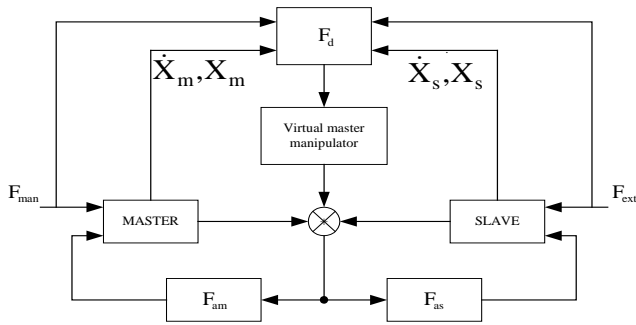 F_d
Ẋ_m,X_m
Ẋ_s,X_s
Virtual master
manipulator
F_man
F_ext
MASTER
SLAVE
F_am
F_as